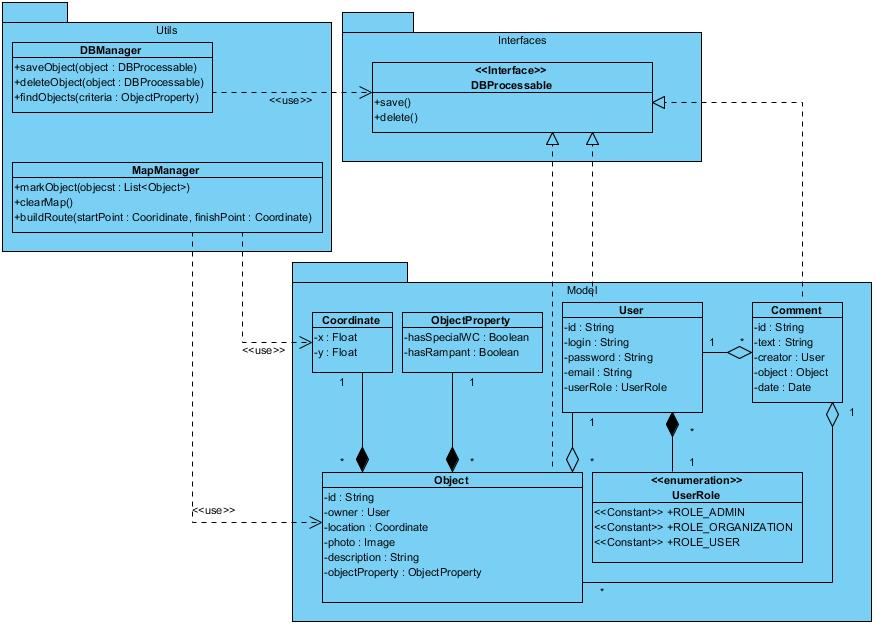 Utils
DBManager
+saveObject(object : DBProcessable)
+deleteObject(object : DBProcessable)
+findObjects(criteria : ObjectProperty)
MapManager
+markObject(objecst : List<Object>)
+clearMap()
+buildRoute(startPoint : Cooridinate, finishPoint : Coordinate)
<<use>>
Interfaces
<<Interface>>
DBProcessable
+save()
+delete()
Model
<<use>>
<<use>>
Coordinate
-x : Float
-y : Float
1
*
ObjectProperty
-hasSpecialWC : Boolean
-hasRampant : Boolean
1
*
User
-id : String
-login : String
-password : String
-email : String
-userRole : UserRole
1
*
1
*
Comment
-id : String
-text : String
-creator : User
-object : Object
-date : Date
1
*
*
1
Object
-id : String
-owner : User
-location : Coordinate
-photo : Image
-description : String
-objectProperty : ObjectProperty
<<enumeration>>
UserRole
<<Constant>> +ROLE_ADMIN
<<Constant>> +ROLE_ORGANIZATION
<<Constant>> +ROLE_USER